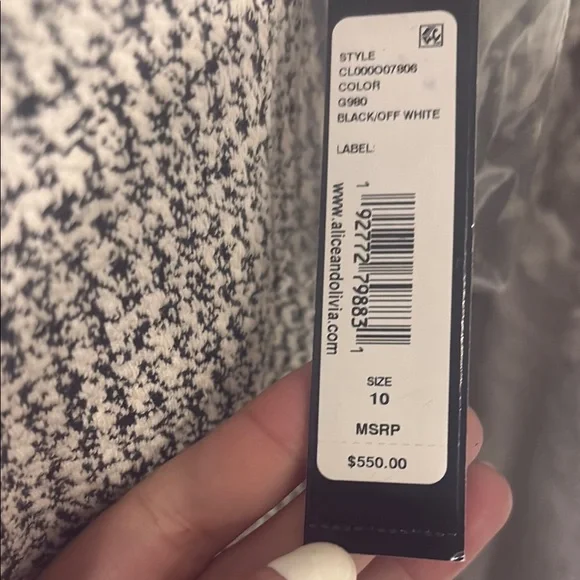 STYLE
CL000O07806
COLOR
G980
BLACK/OFF WHITE
LABEL:
1 92772 79883 1
www.aliceandolivia.com
SIZE
10
MSRP
$550.00